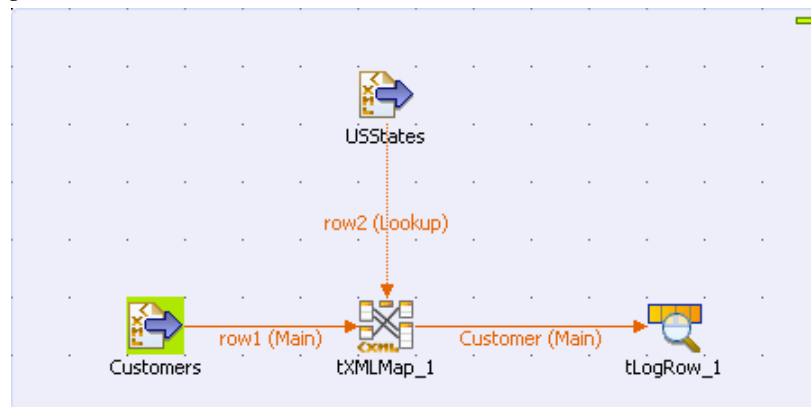 USStates
row2 (Lookup)
row1 (Main)
Customer (Main)
Customers
tXMLMap_1
tLogRow_1